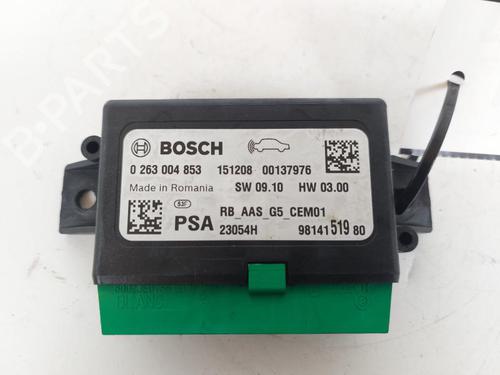 B-PARTS
BOSCH
0 263 004 853 151208 00137976
Made in Romania SW 09.10 HW 03.00
RB_AAS_G5_CEM01
PSA 23054H 98141 519 80